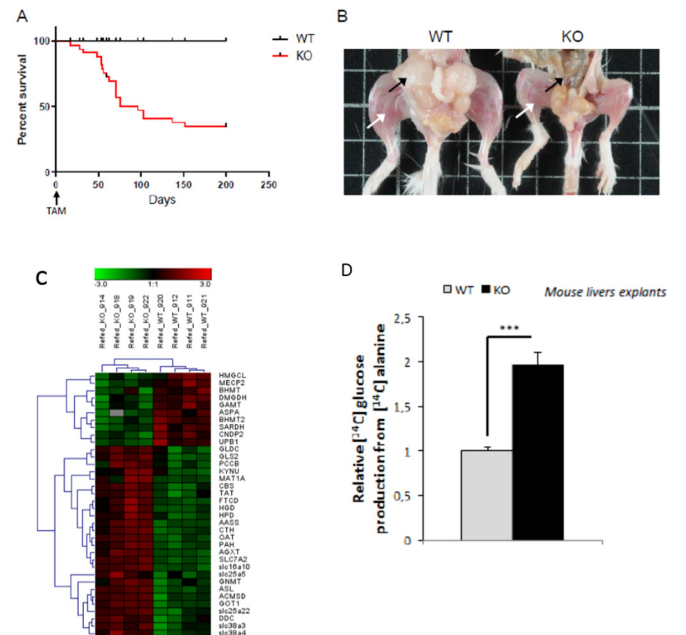 A
WT
KO
Percent survival
100
50
0
0 50 100 150 200 250
Days
TAM
B
WT KO
C
-3.0 1:1 3.0
Refed_KO_914
Refed_KO_918
Refed_KO_919
Refed_KO_922
Refed_WT_920
Refed_WT_912
Refed_WT_911
Refed_WT_921
HMGCL
MECP2
BHMT
DMGDH
GAMT
ASPA
BHMT2
SARDH
CNDP2
UPB1
GLDC
GLS2
PCCB
KYNU
MAT1A
CBS
TAT
FTCD
HGD
HPD
AASS
CTH
OAT
PAH
AGXT
SLC7A2
slc16a10
slc25a5
GNMT
ASL
ACMSD
GOT1
slc25a22
DDC
slc38a3
slc38a4
D
WT KO Mouse livers explants
Relative [¹⁴C] glucose
production from [¹⁴C] alanine
2,5
2
1,5
1
0,5
0
***